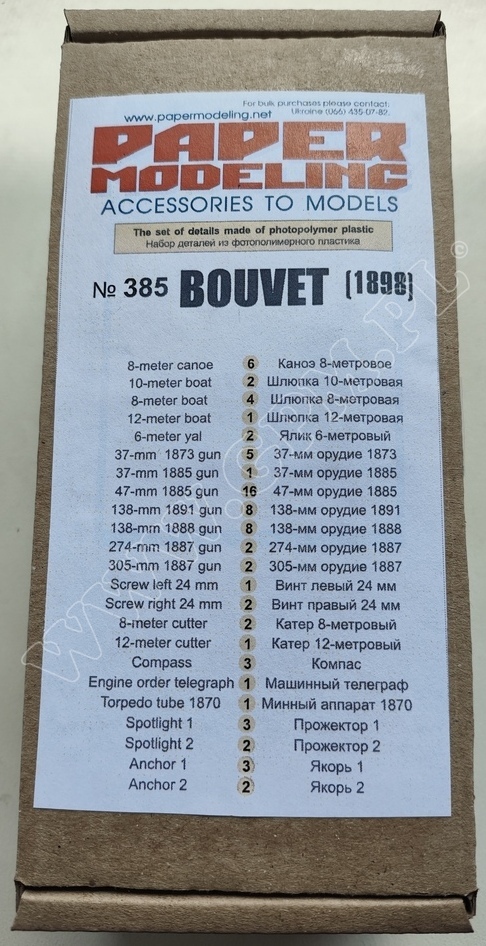 For bulk purchases please contact:
www.papermodeling.net Ukraine (066) 435-07-82.
PAPER
MODELING
ACCESSORIES TO MODELS
The set of details made of photopolymer plastic
Набор деталей из фотополимерного пластика
№ 385 BOUVET (1898)
8-meter canoe 6 Каноэ 8-метровое
10-meter boat 2 Шлюпка 10-метровая
8-meter boat 4 Шлюпка 8-метровая
12-meter boat 1 Шлюпка 12-метровая
6-meter yal 2 Ялик 6-метровый
37-mm 1873 gun 5 37-мм орудие 1873
37-mm 1885 gun 1 37-мм орудие 1885
47-mm 1885 gun 16 47-мм орудие 1885
138-mm 1891 gun 8 138-мм орудие 1891
138-mm 1888 gun 8 138-мм орудие 1888
274-mm 1887 gun 2 274-мм орудие 1887
305-mm 1887 gun 2 305-мм орудие 1887
Screw left 24 mm 1 Винт левый 24 мм
Screw right 24 mm 2 Винт правый 24 мм
8-meter cutter 2 Катер 8-метровый
12-meter cutter 1 Катер 12-метровый
Compass 3 Компас
Engine order telegraph 1 Машинный телеграф
Torpedo tube 1870 1 Минный аппарат 1870
Spotlight 1 3 Прожектор 1
Spotlight 2 2 Прожектор 2
Anchor 1 3 Якорь 1
Anchor 2 2 Якорь 2